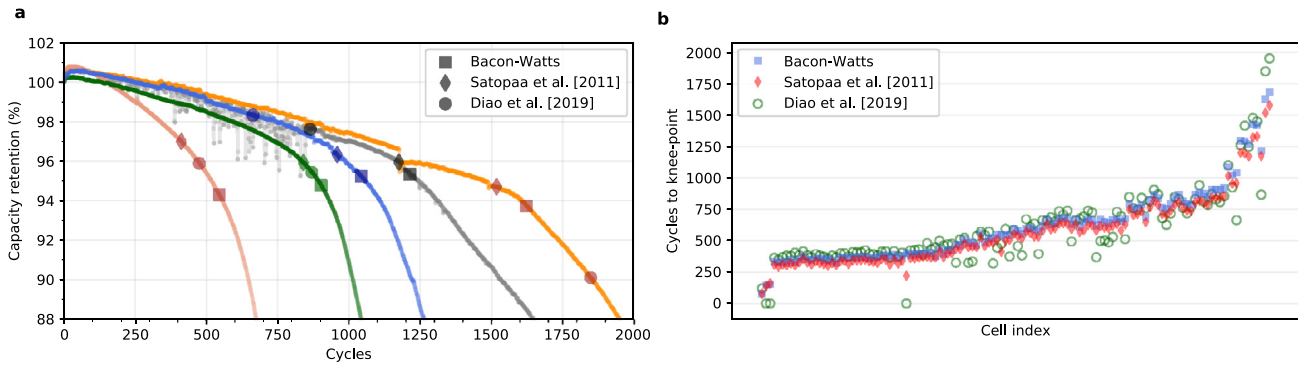 a
102
100
98
96
94
92
90
88
Capacity retention (%)
0 250 500 750 1000 1250 1500 1750 2000
Cycles
Bacon-Watts
Satopaa et al. [2011]
Diao et al. [2019]
b
2000
1750
1500
1250
1000
750
500
250
0
Cycles to knee-point
Cell index
Bacon-Watts
Satopaa et al. [2011]
Diao et al. [2019]